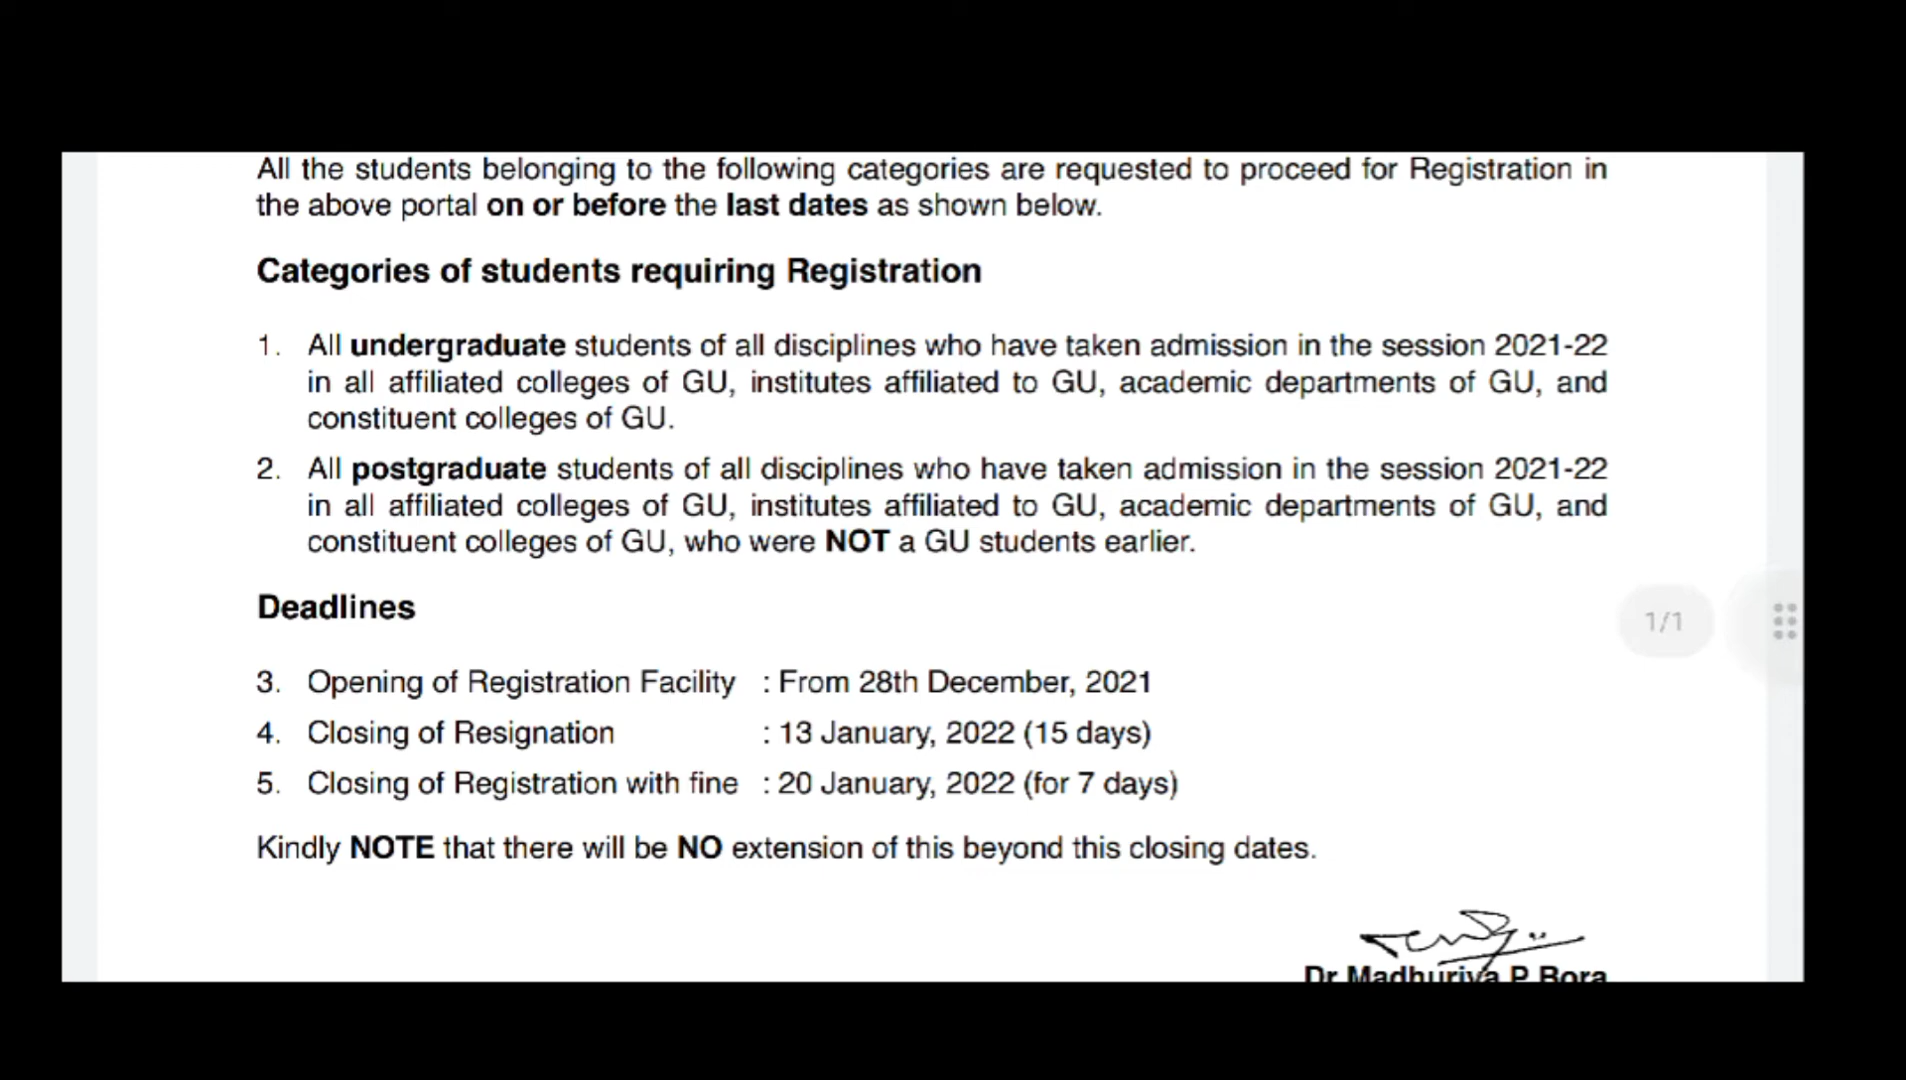 All the students belonging to the following categories are requested to proceed for Registration in
the above portal on or before the last dates as shown below.
Categories of students requiring Registration
1. All undergraduate students of all disciplines who have taken admission in the session 2021-22
in all affiliated colleges of GU, institutes affiliated to GU, academic departments of GU, and
constituent colleges of GU.
2. All postgraduate students of all disciplines who have taken admission in the session 2021-22
in all affiliated colleges of GU, institutes affiliated to GU, academic departments of GU, and
constituent colleges of GU, who were NOT a GU students earlier.
Deadlines
1/1
3. Opening of Registration Facility : From 28th December, 2021
4. Closing of Resignation : 13 January, 2022 (15 days)
5. Closing of Registration with fine : 20 January, 2022 (for 7 days)
Kindly NOTE that there will be NO extension of this beyond this closing dates.
Dr Madhuriya P Bora